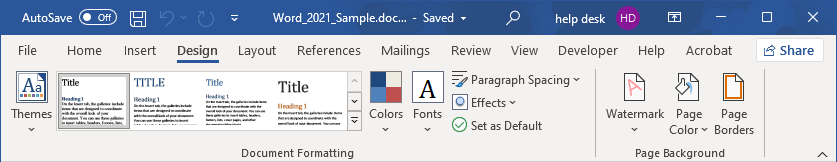 AutoSave Off Word_2021_Sample.doc... - Saved help desk HD
File Home Insert Design Layout References Mailings Review View Developer Help Acrobat Share
Themes
Title
Heading 1
TITLE
Heading 1
Title
Heading 1
Title
Heading 1
Colors
Fonts
Paragraph Spacing
Effects
Set as Default
Watermark
Page Color
Page Borders
Document Formatting
Page Background